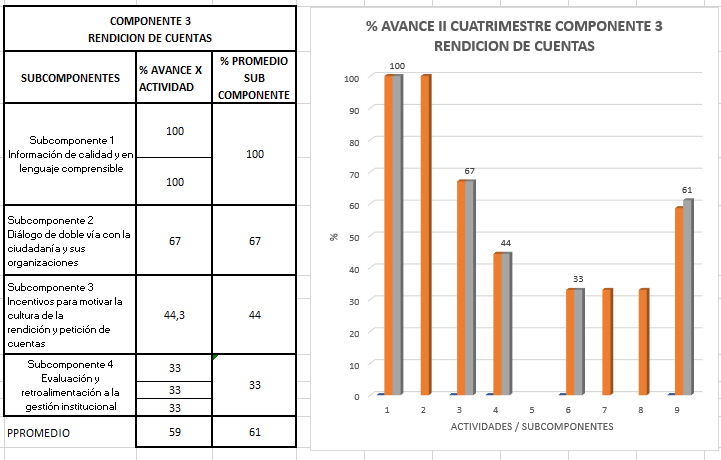 COMPONENTE 3
RENDICION DE CUENTAS
SUBCOMPONENTES
% AVANCE X
ACTIVIDAD
% PROMEDIO
SUB
COMPONENTE
Subcomponente 1
Información de calidad y en
lenguaje comprensible
100
100
100
Subcomponente 2
Diálogo de doble vía con la
ciudadanía y sus
organizaciones
67
67
Subcomponente 3
Incentivos para motivar la
cultura de la
rendición y petición de
cuentas
44,3
44
Subcomponente 4
Evaluación y
retroalimentación a la
gestión institucional
33
33
33
33
PPROMEDIO
59
61
% AVANCE II CUATRIMESTRE COMPONENTE 3
RENDICION DE CUENTAS
%
100
90
80
70
60
50
40
30
20
10
0
100
67
44
33
61
1 2 3 4 5 6 7 8 9
ACTIVIDADES / SUBCOMPONENTES